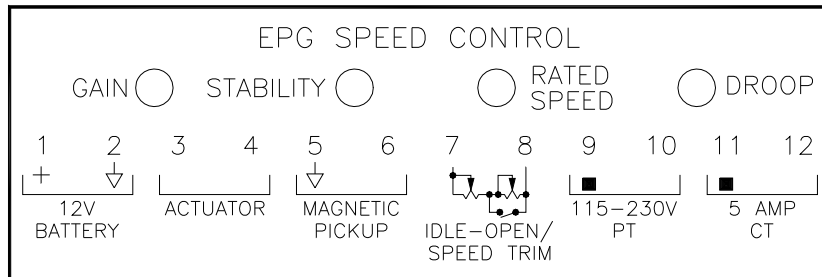 EPG SPEED CONTROL
GAIN STABILITY RATED SPEED DROOP
1 2 3 4 5 6 7 8 9 10 11 12
+
12V BATTERY
ACTUATOR
MAGNETIC PICKUP
IDLE-OPEN/ SPEED TRIM
115-230V PT
5 AMP CT